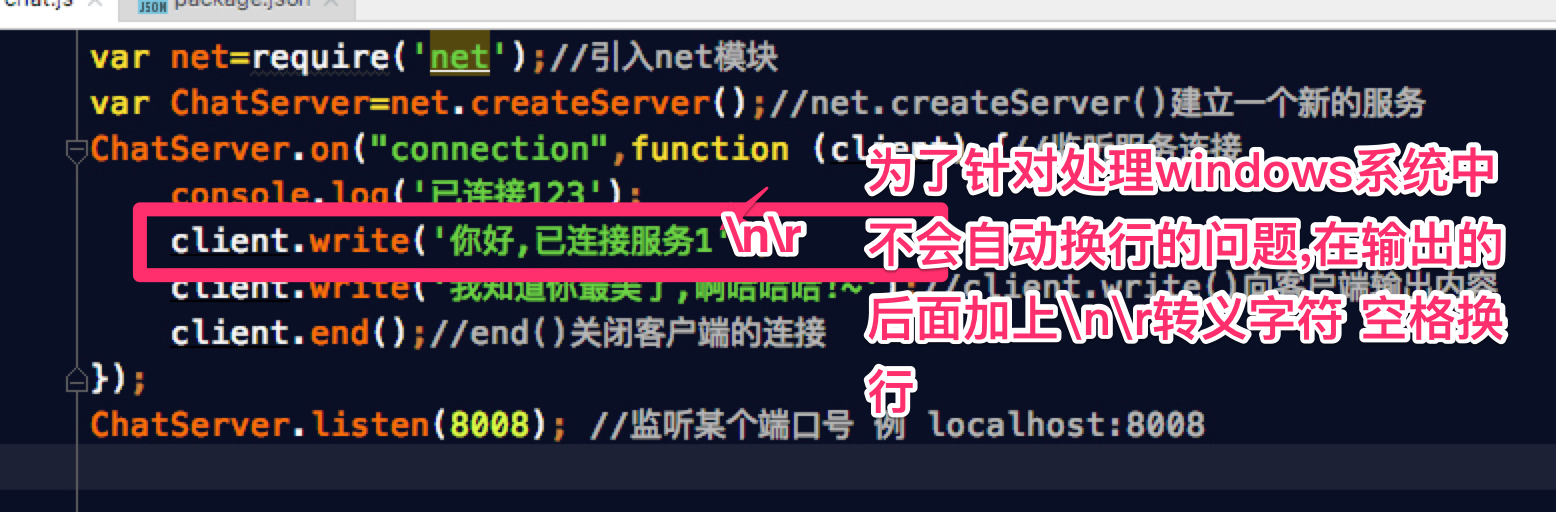 chat.js package.json
var net=require('net');//引入net模块
var ChatServer=net.createServer();//net.createServer()建立一个新的服务
ChatServer.on("connection",function (client) {//监听服务连接
console.log('已连接123');
client.write('你好,已连接服务1'
\n\r
client.write('我知道你最美了,啊哈哈哈!~');//client.write()向客户端输出内容
client.end();//end()关闭客户端的连接
});
ChatServer.listen(8008); //监听某个端口号 例 localhost:8008
为了针对处理windows系统中
不会自动换行的问题,在输出的
后面加上\n\r转义字符 空格换
行